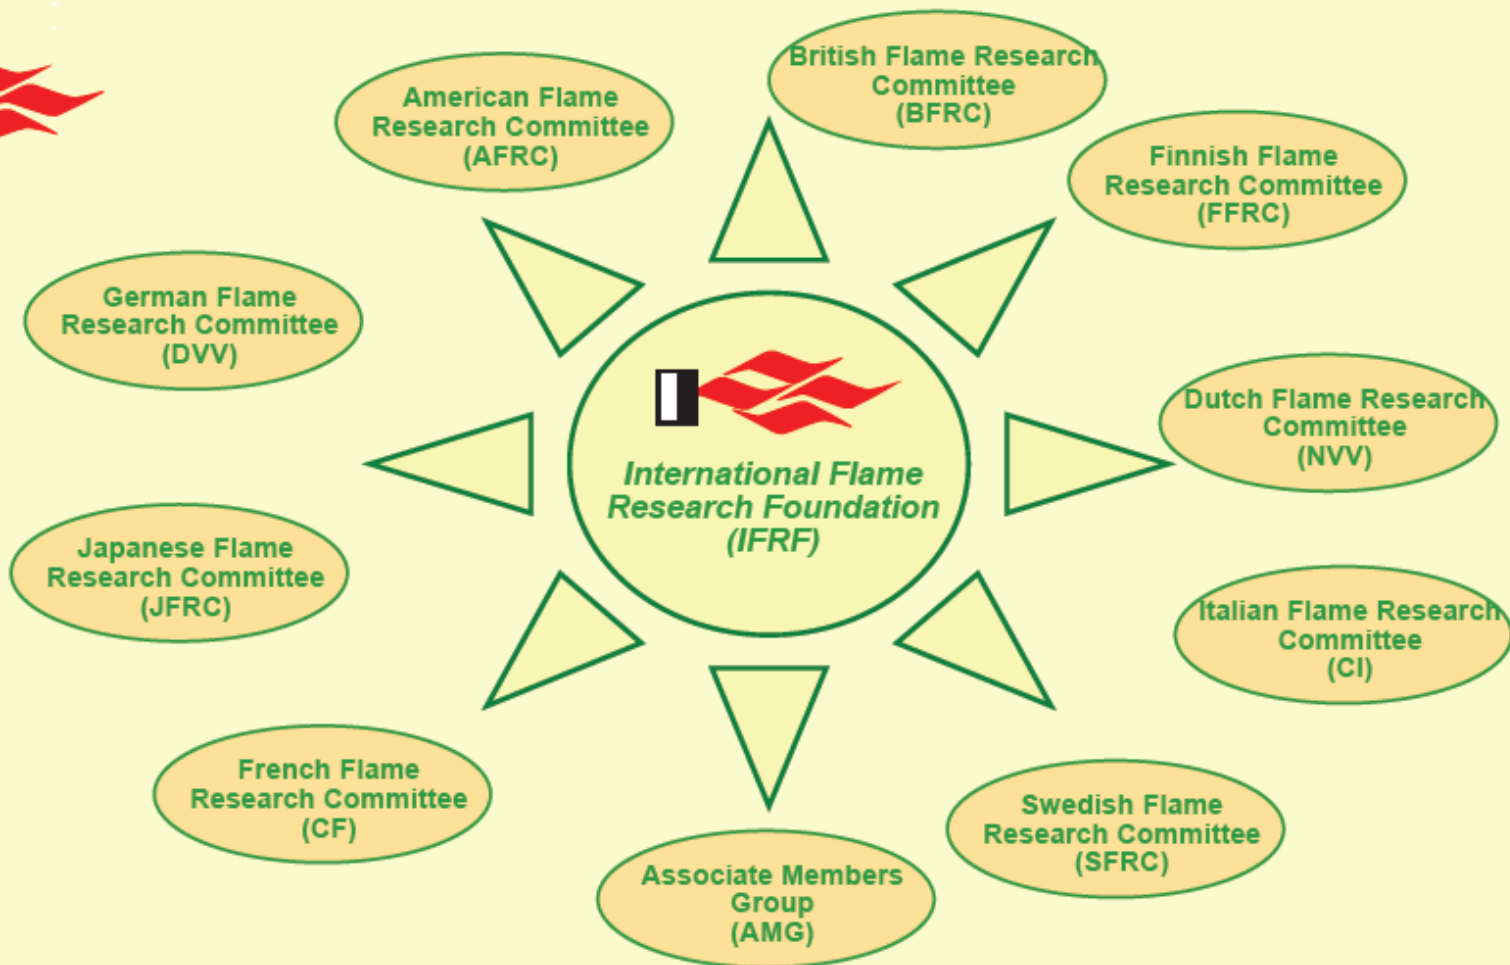 British Flame Research
Committee
(BFRC)
American Flame
Research Committee
(AFRC)
Finnish Flame
Research Committee
(FFRC)
German Flame
Research Committee
(DVV)
Dutch Flame Research
Committee
(NVV)
International Flame
Research Foundation
(IFRF)
Japanese Flame
Research Committee
(JFRC)
Italian Flame Research
Committee
(CI)
French Flame
Research Committee
(CF)
Swedish Flame
Research Committee
(SFRC)
Associate Members
Group
(AMG)